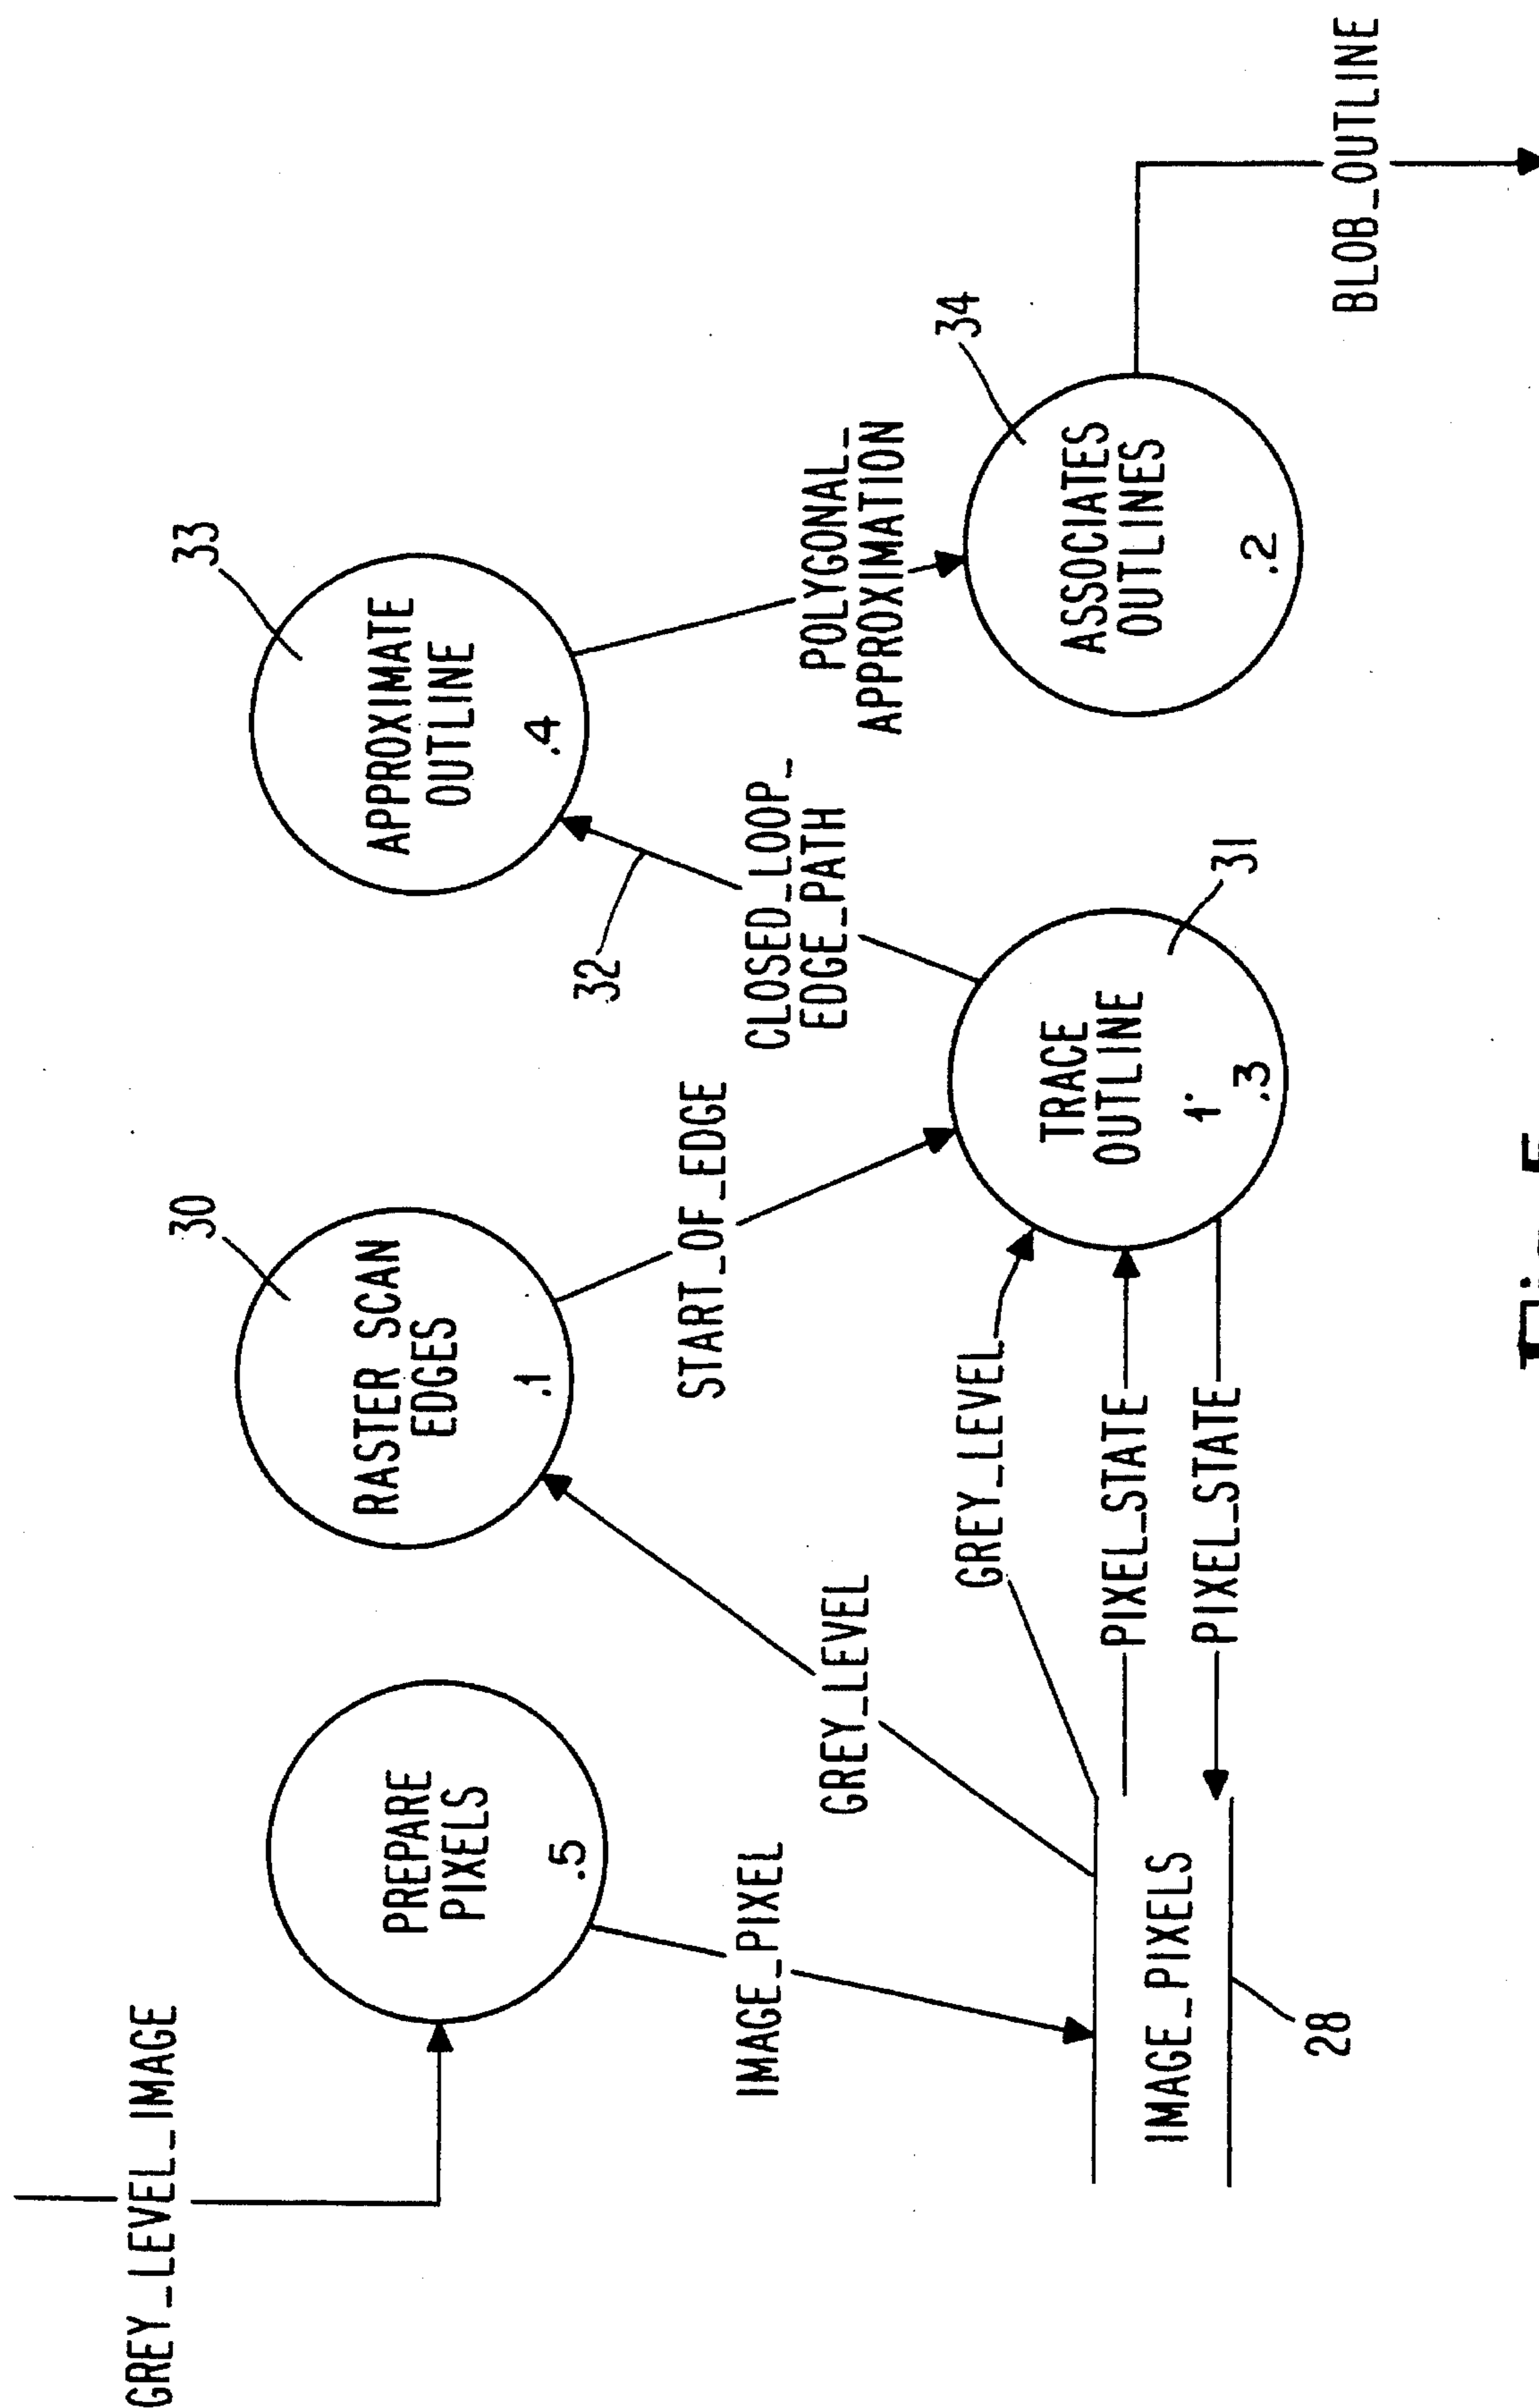 GREY_LEVEL_IMAGE
PREPARE
PIXELS
.5
IMAGE_PIXEL
IMAGE_PIXELS
28
GREY_LEVEL
30
RASTER SCAN
EDGES
.1
START_OF_EDGE
GREY_LEVEL
PIXEL_STATE
PIXEL_STATE
TRACE
OUTLINE
.3
31
CLOSED_LOOP_
EDGE_PATH
32
33
APPROXIMATE
OUTLINE
.4
POLYGONAL_
APPROXIMATION
34
ASSOCIATES
OUTLINES
.2
BLOB_OUTLINE